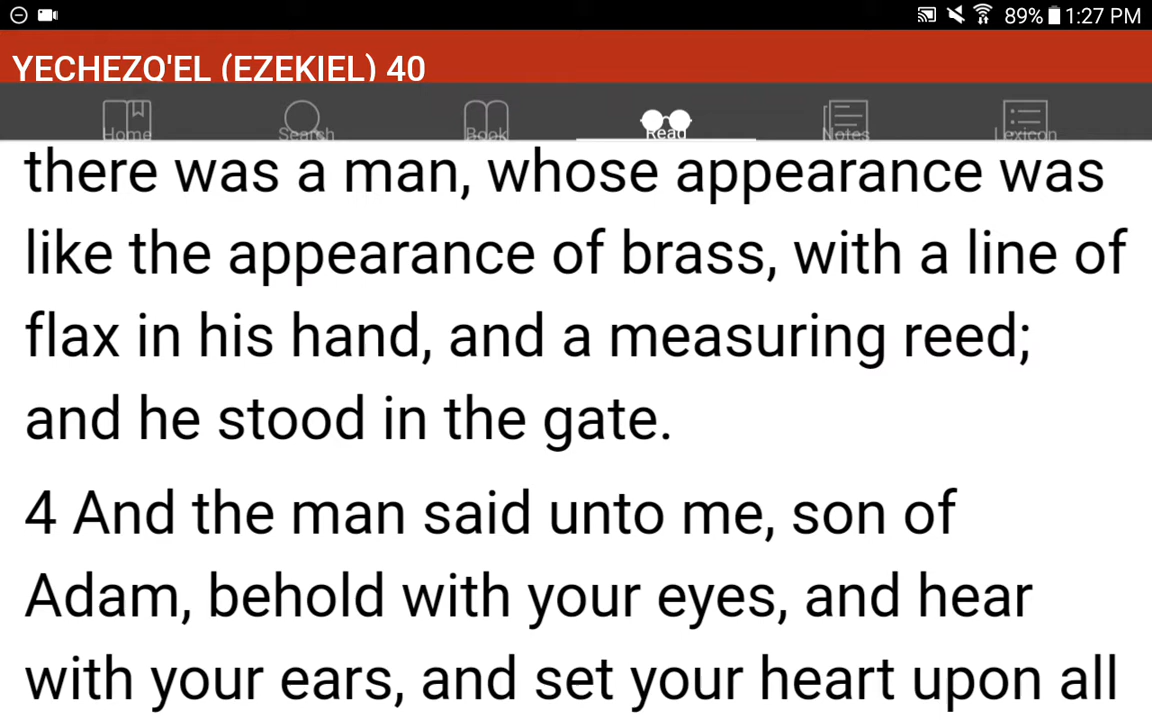 89% 1:27 PM
YECHEZQ'EL (EZEKIEL) 40
Home Search Book Read Notes Lexicon
there was a man, whose appearance was
like the appearance of brass, with a line of
flax in his hand, and a measuring reed;
and he stood in the gate.
4 And the man said unto me, son of
Adam, behold with your eyes, and hear
with your ears, and set your heart upon all